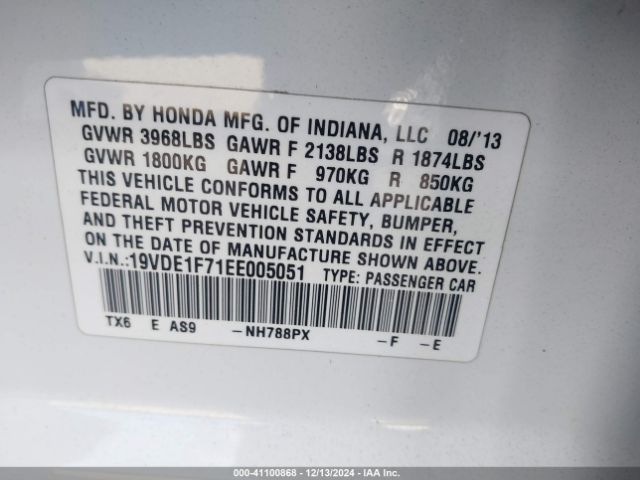 MFD. BY HONDA MFG. OF INDIANA, LLC 08/'13
GVWR 3968LBS GAWR F 2138LBS R 1874LBS
GVWR 1800KG GAWR F 970KG R 850KG
THIS VEHICLE CONFORMS TO ALL APPLICABLE
FEDERAL MOTOR VEHICLE SAFETY, BUMPER,
AND THEFT PREVENTION STANDARDS IN EFFECT
ON THE DATE OF MANUFACTURE SHOWN ABOVE.
V.I.N.:19VDE1F71EE005051 TYPE: PASSENGER CAR
TX6 E AS9 -NH788PX -F -E
000-41100868 - 12/13/2024 - IAA Inc.